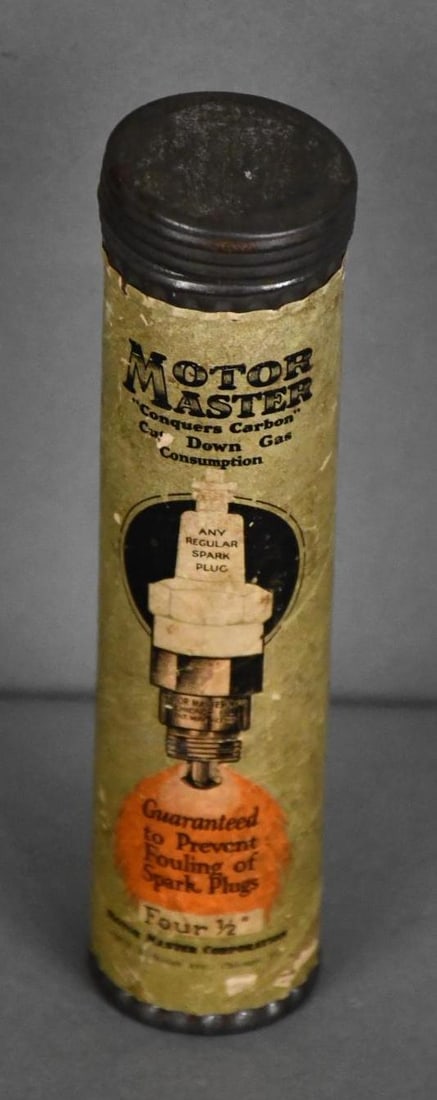 MOTOR
MASTER
"Conquers Carbon"
Down Gas
Consumption
ANY
REGULAR
SPARK
PLUG
Guaranteed
to Prevent
Fouling of
Spark Plugs
Four ½"
MOTOR MASTER CORPORATION